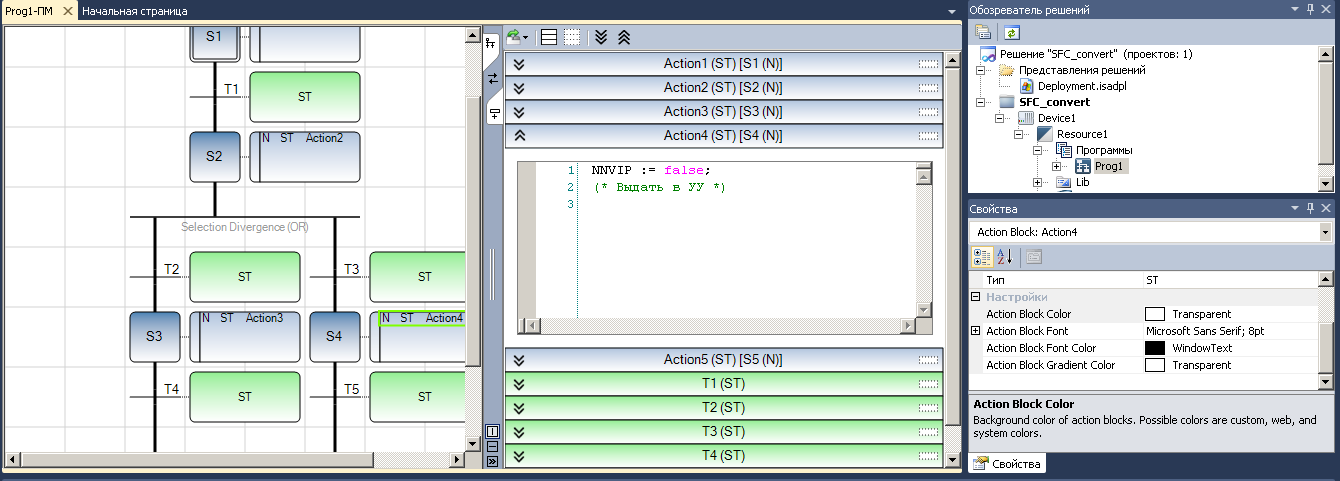 Prog1-ПМ
Начальная страница
S1
T1
ST
S2
N ST Action2
Selection Divergence (OR)
T2
ST
T3
ST
S3
N ST Action3
S4
N ST Action4
T4
ST
T5
ST
Action1 (ST) [S1 (N)]
Action2 (ST) [S2 (N)]
Action3 (ST) [S3 (N)]
Action4 (ST) [S4 (N)]
1 NNVIP := false;
2 (* Выдать в УУ *)
3
Action5 (ST) [S5 (N)]
T1 (ST)
T2 (ST)
T3 (ST)
T4 (ST)
Обозреватель решений
Решение "SFC_convert" (проектов: 1)
Представления решений
Deployment.isadpl
SFC_convert
Device1
Resource1
Программы
Prog1
Lib
Свойства
Action Block: Action4
Тип ST
Настройки
Action Block Color Transparent
Action Block Font Microsoft Sans Serif; 8pt
Action Block Font Color WindowText
Action Block Gradient Color Transparent
Action Block Color
Background color of action blocks. Possible colors are custom, web, and
system colors.
Свойства